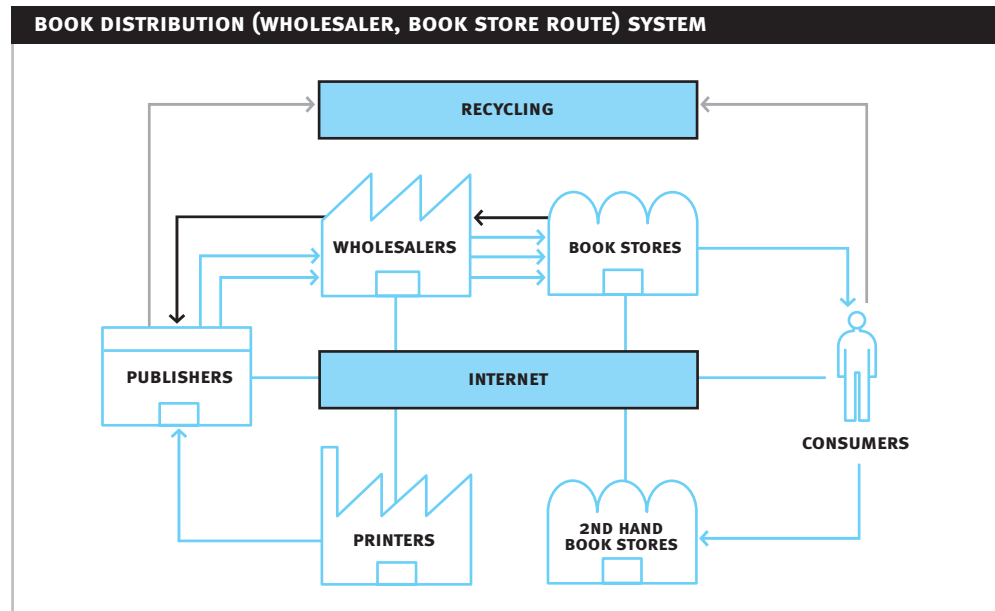 BOOK DISTRIBUTION (WHOLESALER, BOOK STORE ROUTE) SYSTEM
RECYCLING
WHOLESALERS
BOOK STORES
PUBLISHERS
INTERNET
CONSUMERS
PRINTERS
2ND HAND
BOOK STORES